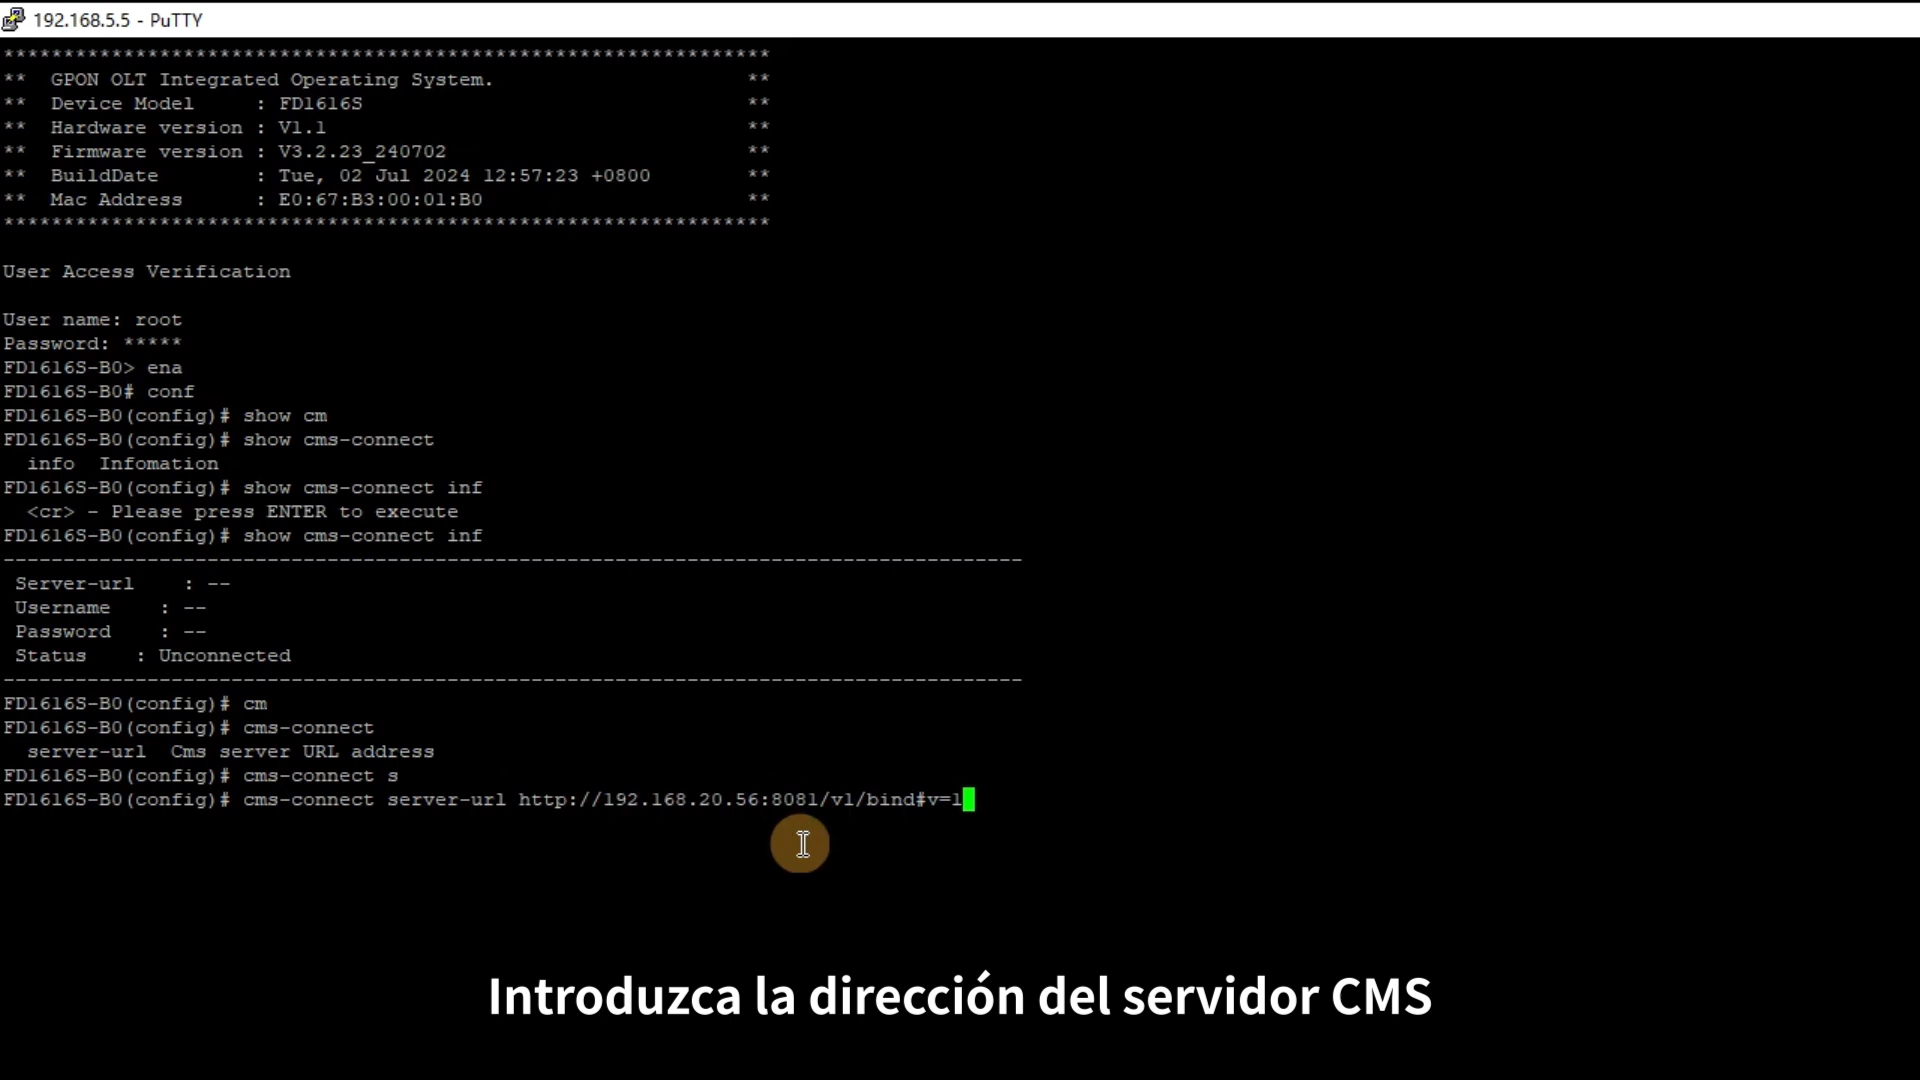 192.168.5.5 - PuTTY
****************************************************************
**  GPON OLT Integrated Operating System.                     **
**  Device Model     : FD1616S                                **
**  Hardware version : V1.1                                   **
**  Firmware version : V3.2.23_240702                         **
**  BuildDate        : Tue, 02 Jul 2024 12:57:23 +0800        **
**  Mac Address      : E0:67:B3:00:01:B0                      **
****************************************************************
User Access Verification
User name: root
Password: *****
FD1616S-B0> ena
FD1616S-B0# conf
FD1616S-B0(config)# show cm
FD1616S-B0(config)# show cms-connect
  info  Infomation
FD1616S-B0(config)# show cms-connect inf
  <cr> - Please press ENTER to execute
FD1616S-B0(config)# show cms-connect inf
-------------------------------------------------------------------------------------
 Server-url    : --
 Username    : --
 Password    : --
 Status    : Unconnected
-------------------------------------------------------------------------------------
FD1616S-B0(config)# cm
FD1616S-B0(config)# cms-connect
  server-url  Cms server URL address
FD1616S-B0(config)# cms-connect s
FD1616S-B0(config)# cms-connect server-url http://192.168.20.56:8081/v1/bind#v=1
Introduzca la dirección del servidor CMS